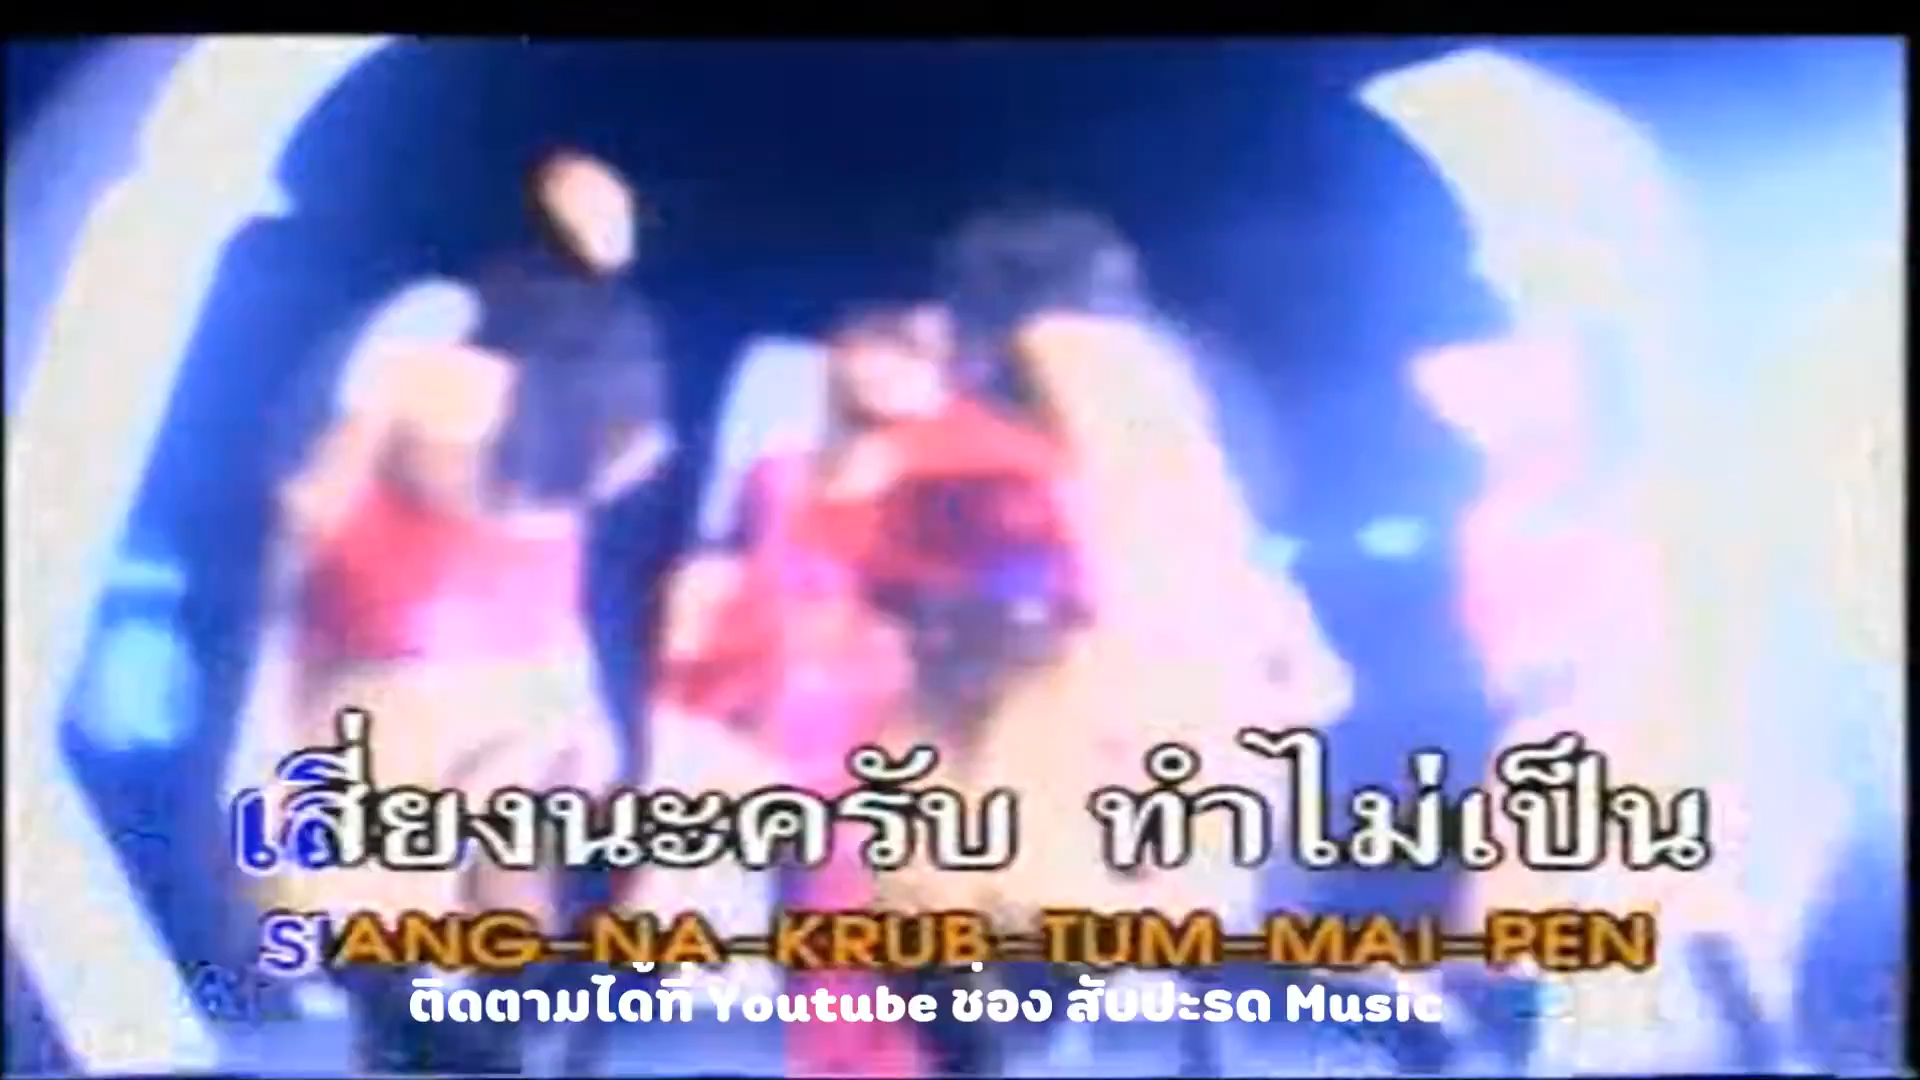 เสี่ยงนะครับ ทำไม่เป็น
SIANG-NA-KRUB-TUM-MAI-PEN
ติดตามได้ที่ Youtube ช่อง สับปะรด Music